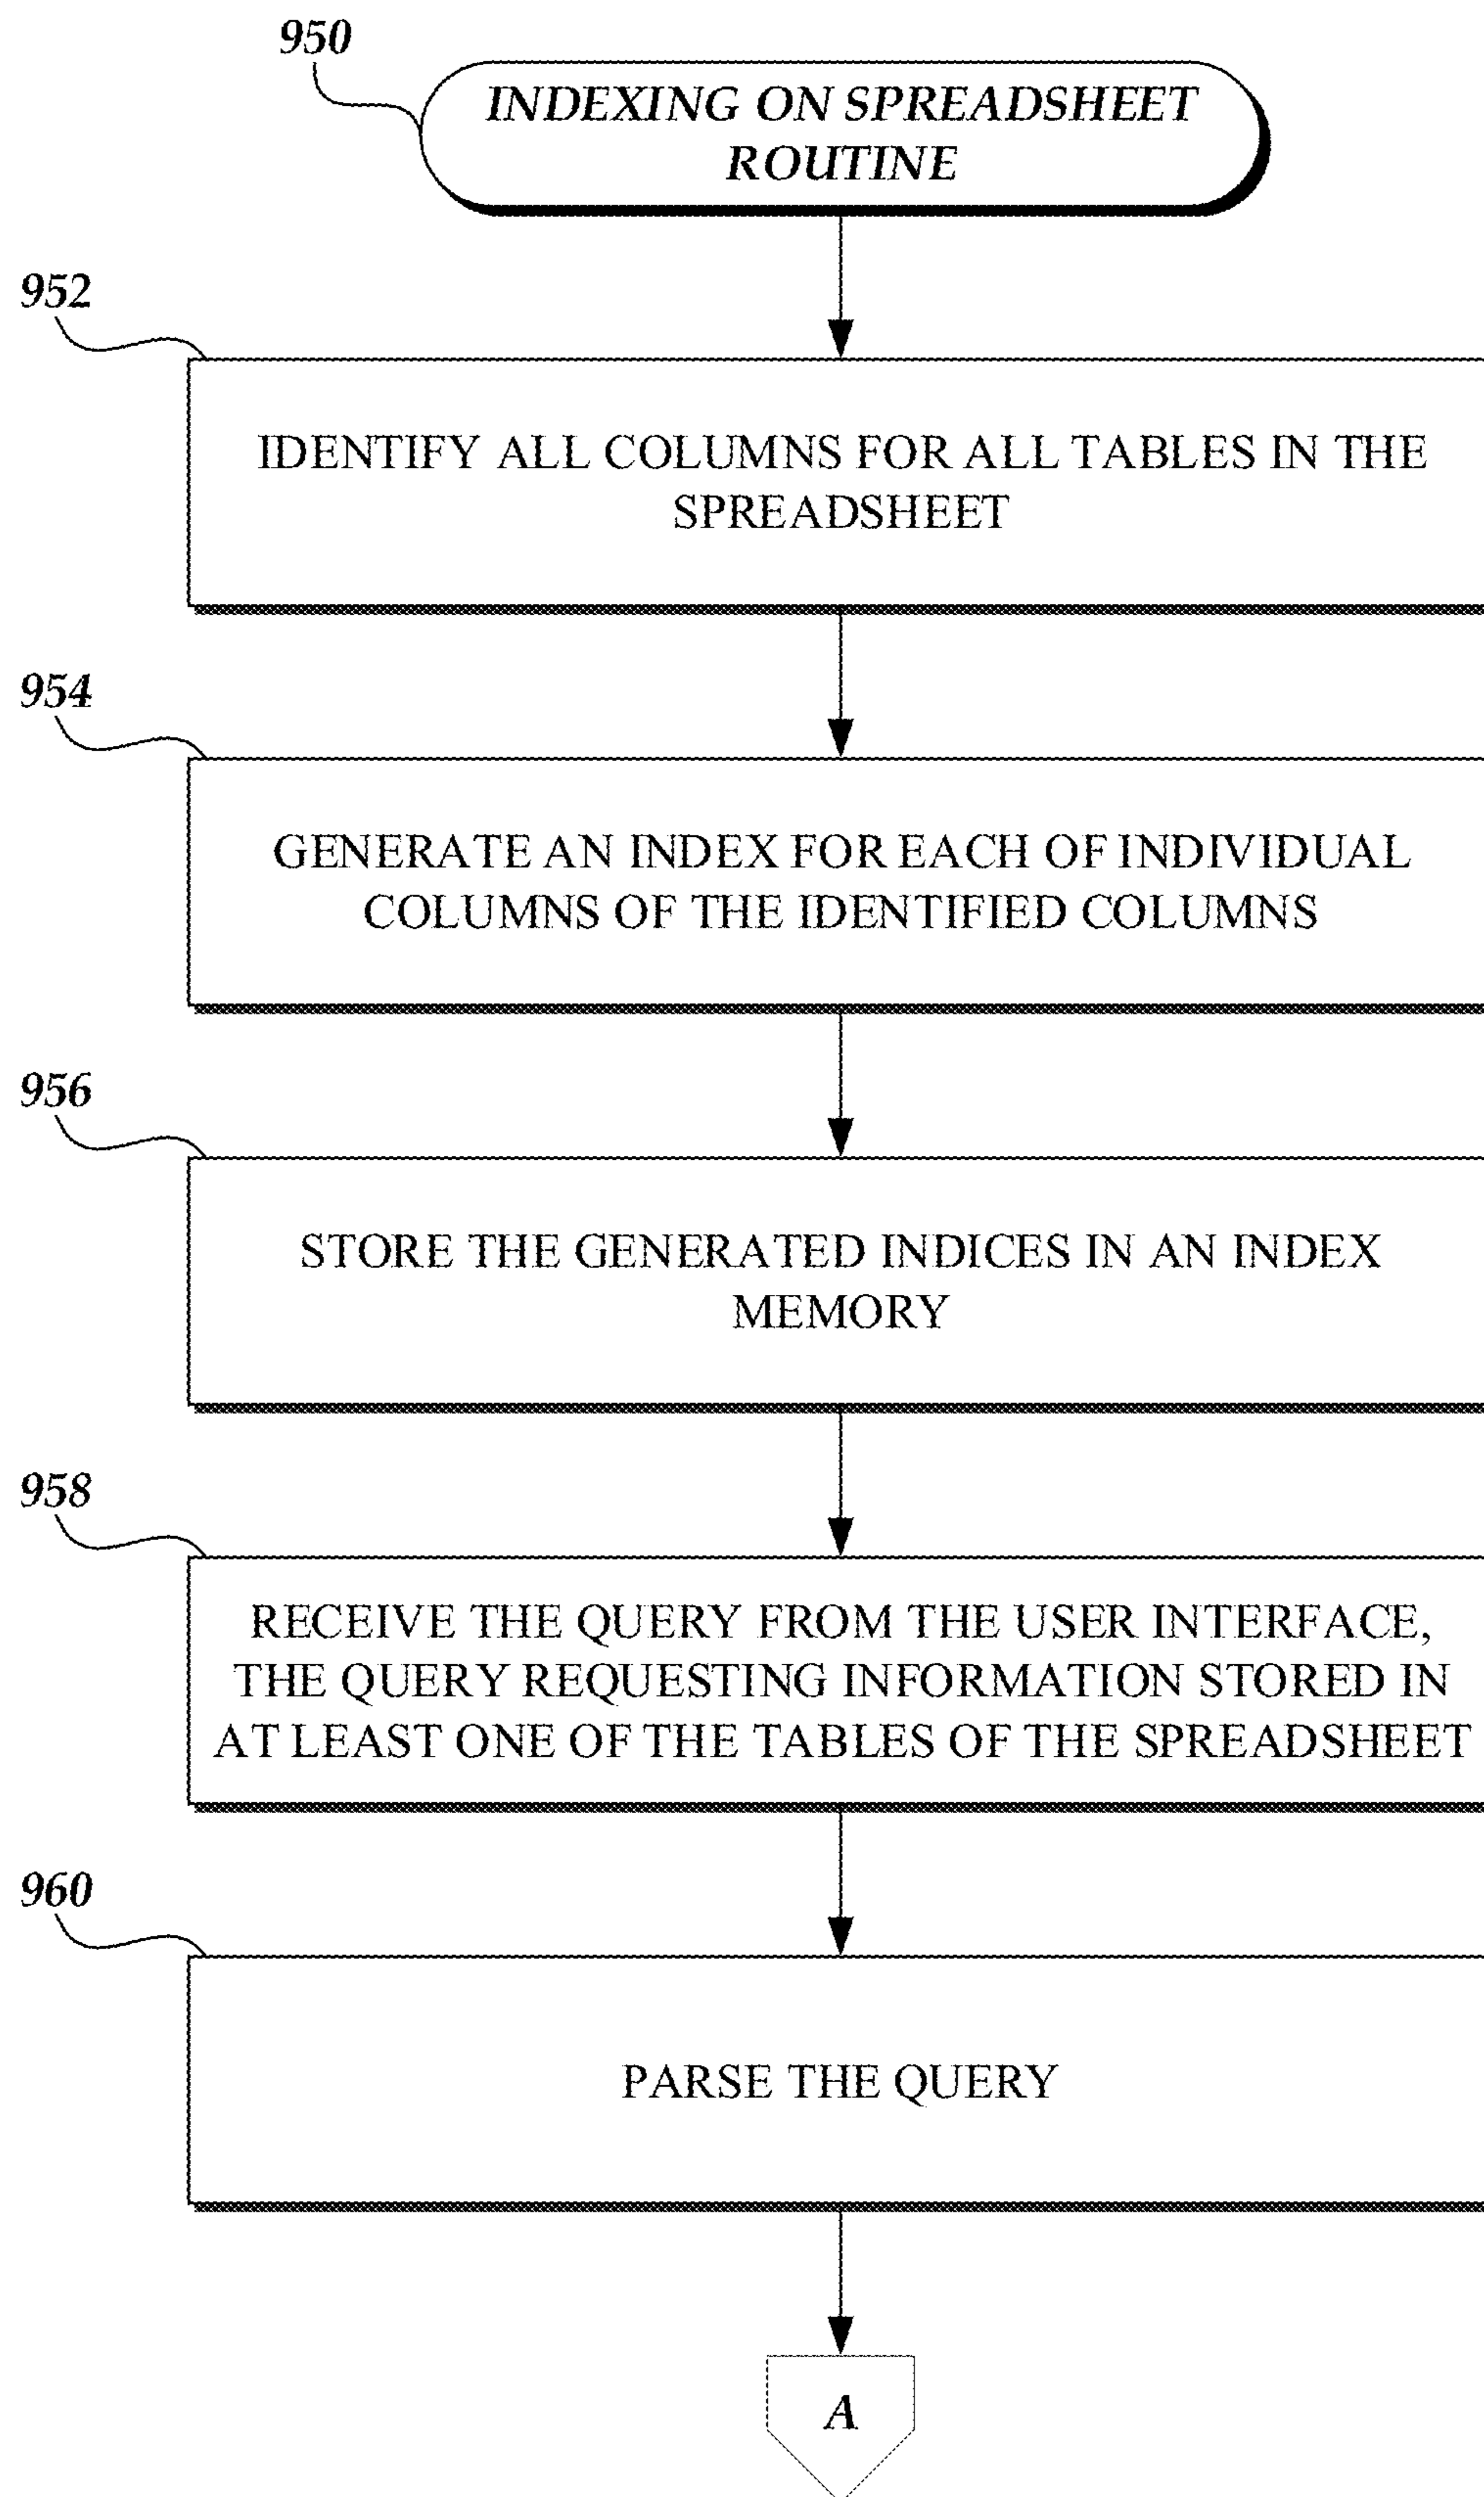 950
INDEXING ON SPREADSHEET
ROUTINE
952
IDENTIFY ALL COLUMNS FOR ALL TABLES IN THE
SPREADSHEET
954
GENERATE AN INDEX FOR EACH OF INDIVIDUAL
COLUMNS OF THE IDENTIFIED COLUMNS
956
STORE THE GENERATED INDICES IN AN INDEX
MEMORY
958
RECEIVE THE QUERY FROM THE USER INTERFACE,
THE QUERY REQUESTING INFORMATION STORED IN
AT LEAST ONE OF THE TABLES OF THE SPREADSHEET
960
PARSE THE QUERY
A